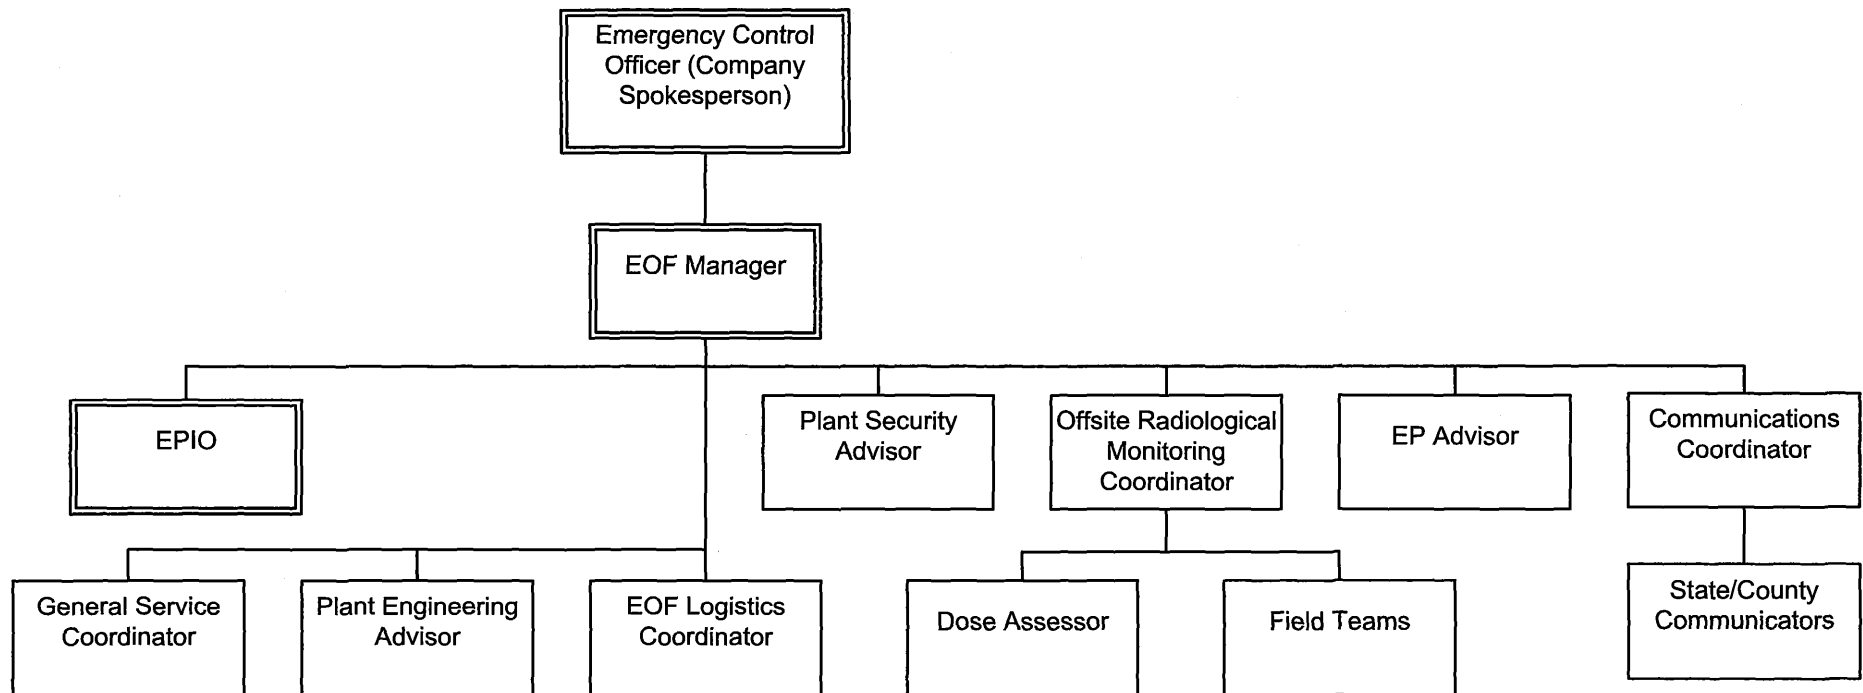 Emergency Control
Officer (Company
Spokesperson)
EOF Manager
EPIO
Plant Security
Advisor
Offsite Radiological
Monitoring
Coordinator
EP Advisor
Communications
Coordinator
General Service
Coordinator
Plant Engineering
Advisor
EOF Logistics
Coordinator
Dose Assessor
Field Teams
State/County
Communicators